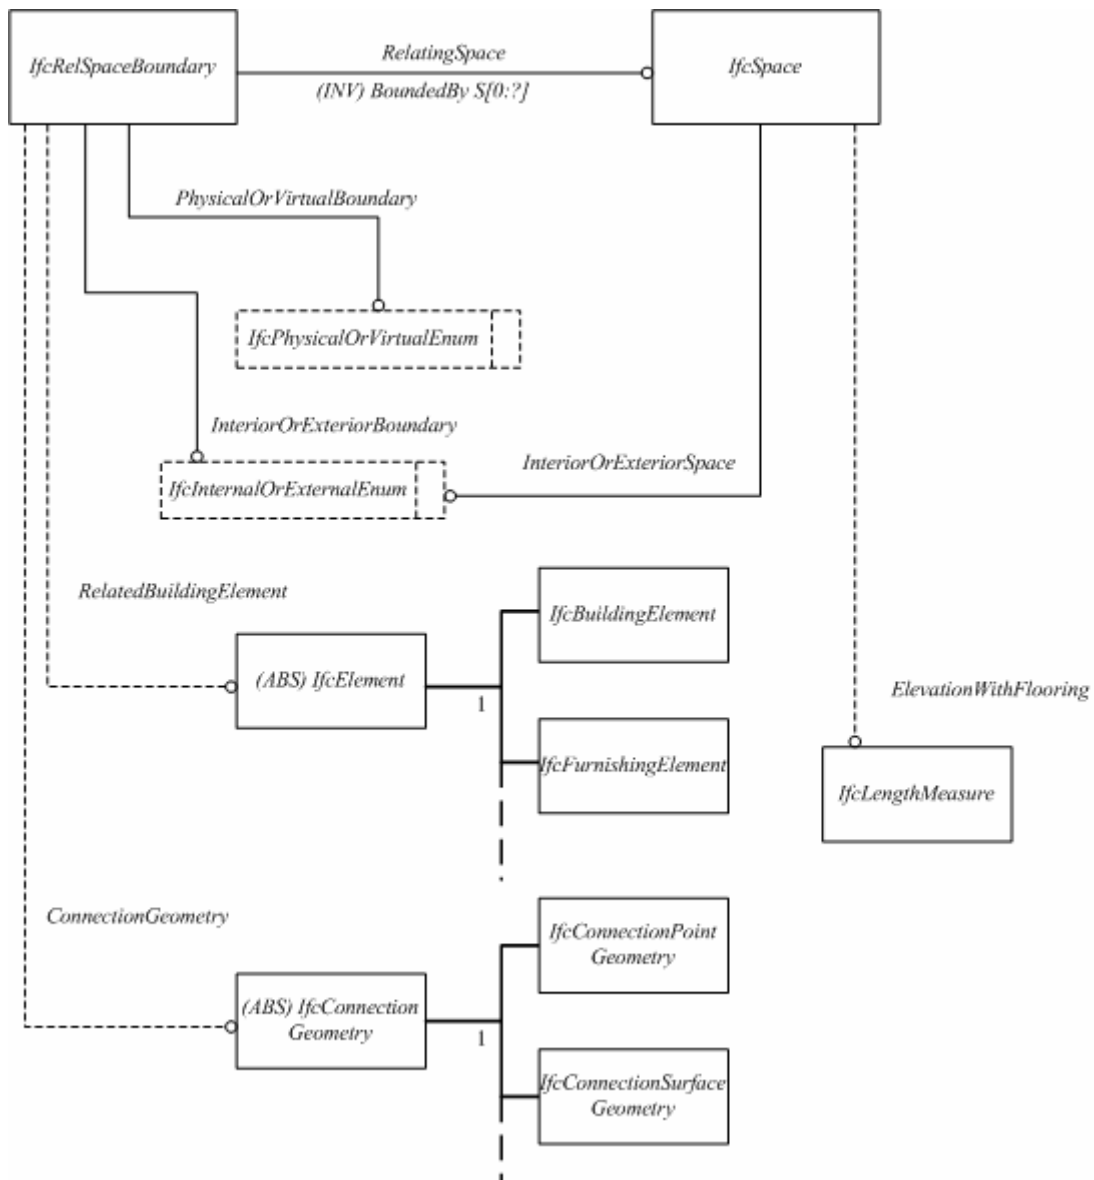 IfcRelSpaceBoundary
RelatingSpace
(INV) BoundedBy S[0:?]
IfcSpace
PhysicalOrVirtualBoundary
IfcPhysicalOrVirtualEnum
InteriorOrExteriorBoundary
IfcInternalOrExternalEnum
InteriorOrExteriorSpace
RelatedBuildingElement
IfcBuildingElement
(ABS) IfcElement
1
IfcFurnishingElement
ElevationWithFlooring
IfcLengthMeasure
ConnectionGeometry
IfcConnectionPoint
Geometry
(ABS) IfcConnection
Geometry
1
IfcConnectionSurface
Geometry